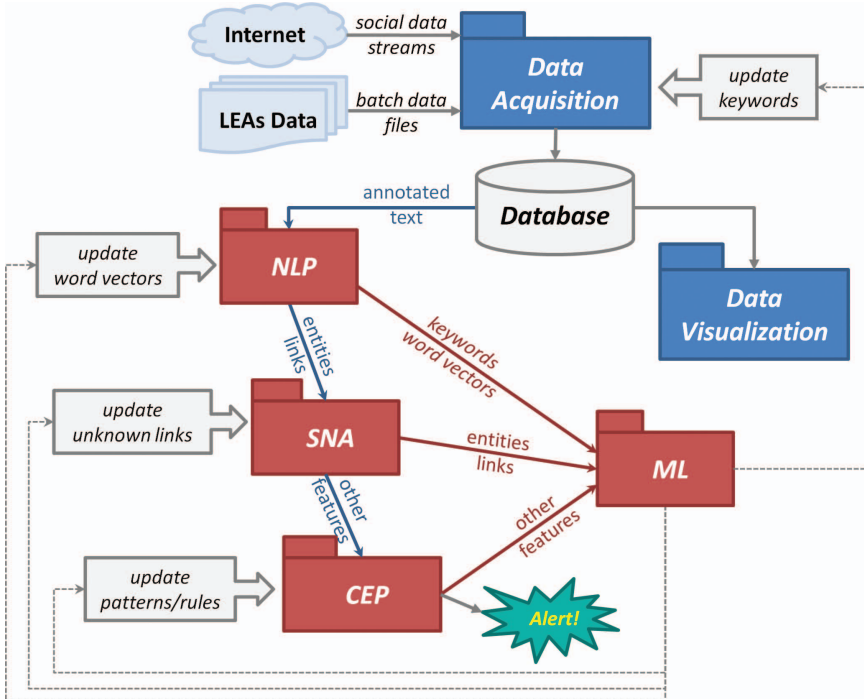 Internet
social data
streams
Data
Acquisition
update
keywords
LEAs Data
batch data
files
annotated
text
Database
update
word vectors
NLP
Data
Visualization
entities
links
keywords
word vectors
update
unknown links
SNA
entities
links
ML
other
features
other
features
update
patterns/rules
CEP
Alert!